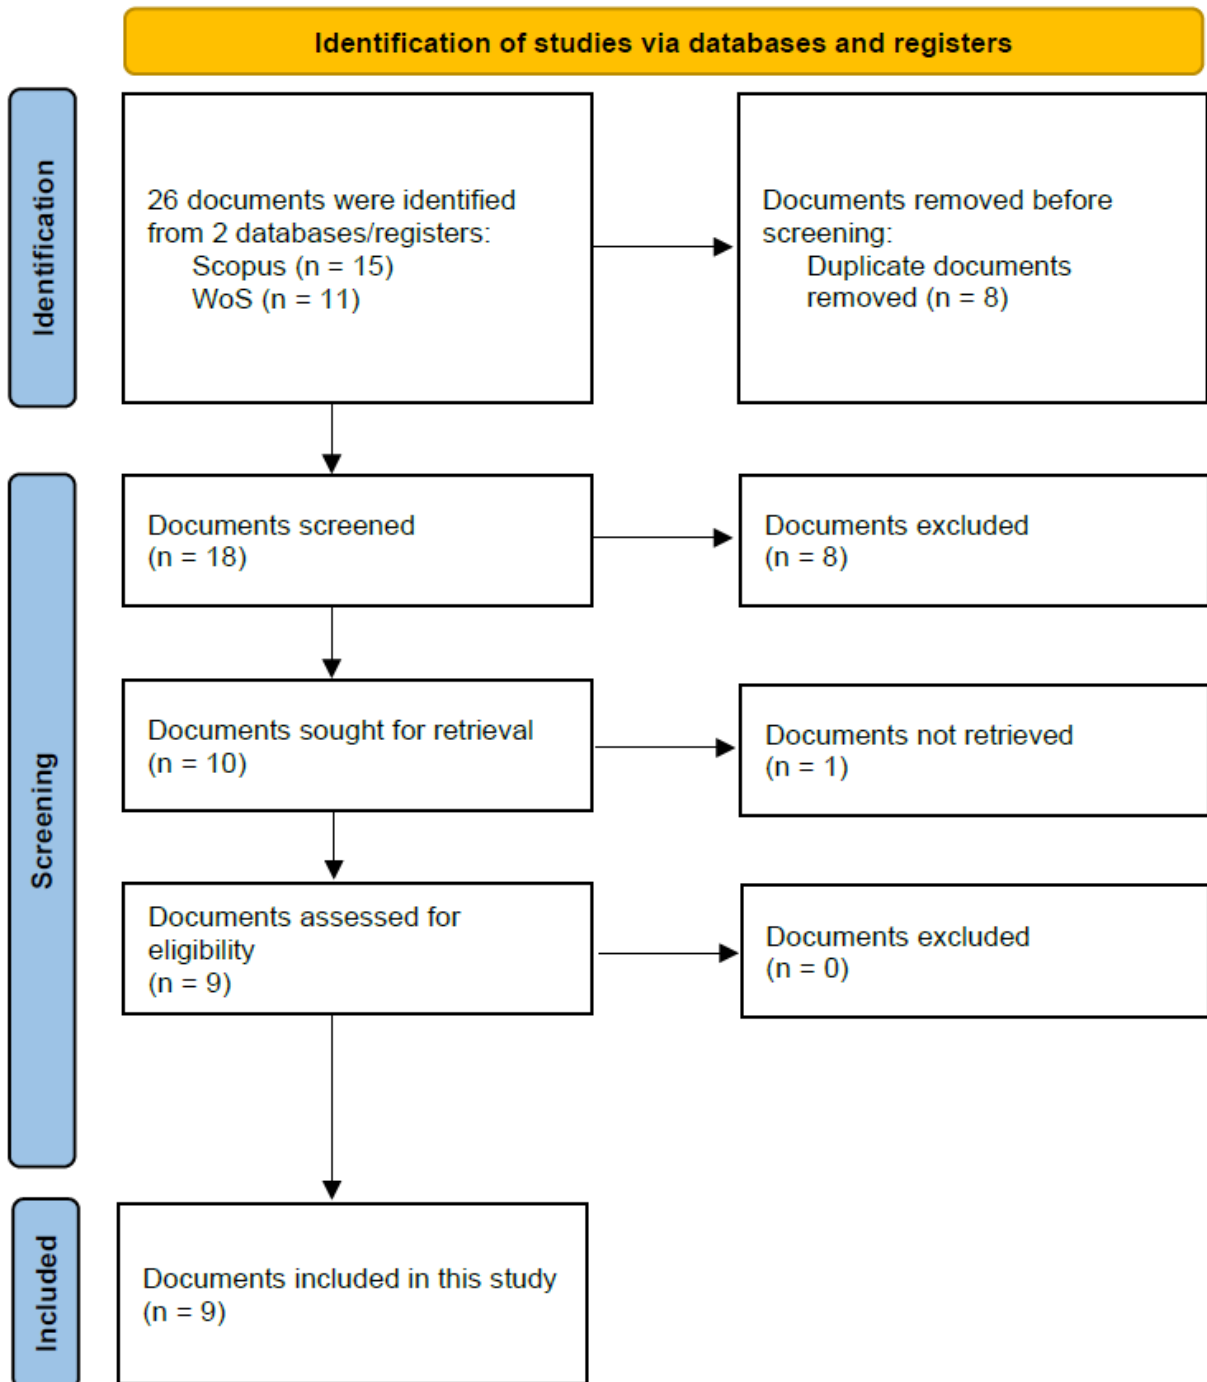 Identification of studies via databases and registers
Identification
26 documents were identified
from 2 databases/registers:
Scopus (n = 15)
WoS (n = 11)
Documents removed before
screening:
Duplicate documents
removed (n = 8)
Screening
Documents screened
(n = 18)
Documents excluded
(n = 8)
Documents sought for retrieval
(n = 10)
Documents not retrieved
(n = 1)
Documents assessed for
eligibility
(n = 9)
Documents excluded
(n = 0)
Included
Documents included in this study
(n = 9)